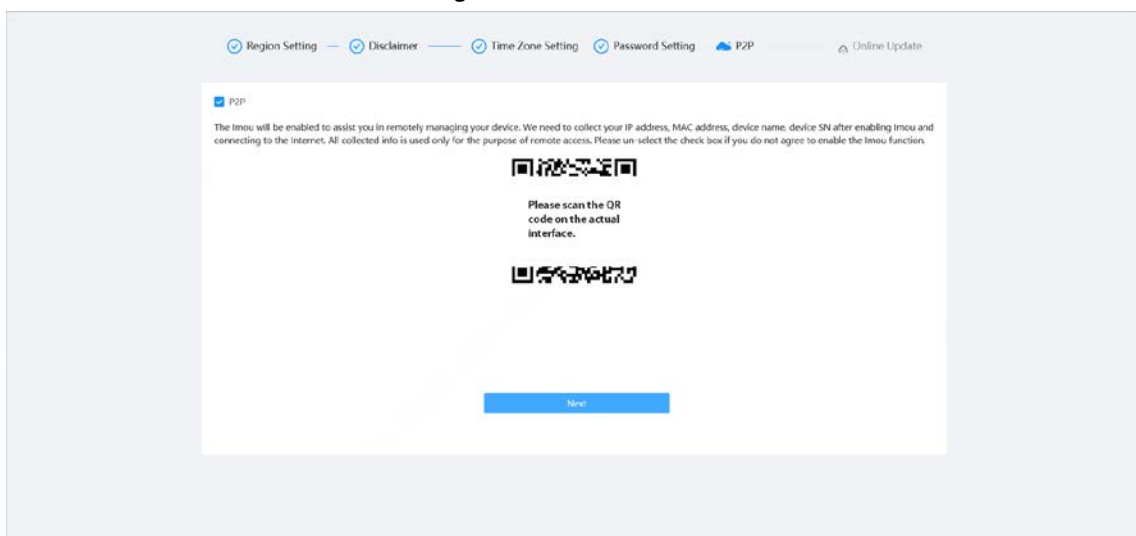 Region Setting
Disclaimer
Time Zone Setting
Password Setting
P2P
Online Update
P2P
The Imou will be enabled to assist you in remotely managing your device. We need to collect your IP address, MAC address, device name, device SN after enabling Imou and
connecting to the Internet. All collected info is used only for the purpose of remote access. Please un-select the check box if you do not agree to enable the Imou function.
Please scan the QR
code on the actual
interface.
Next